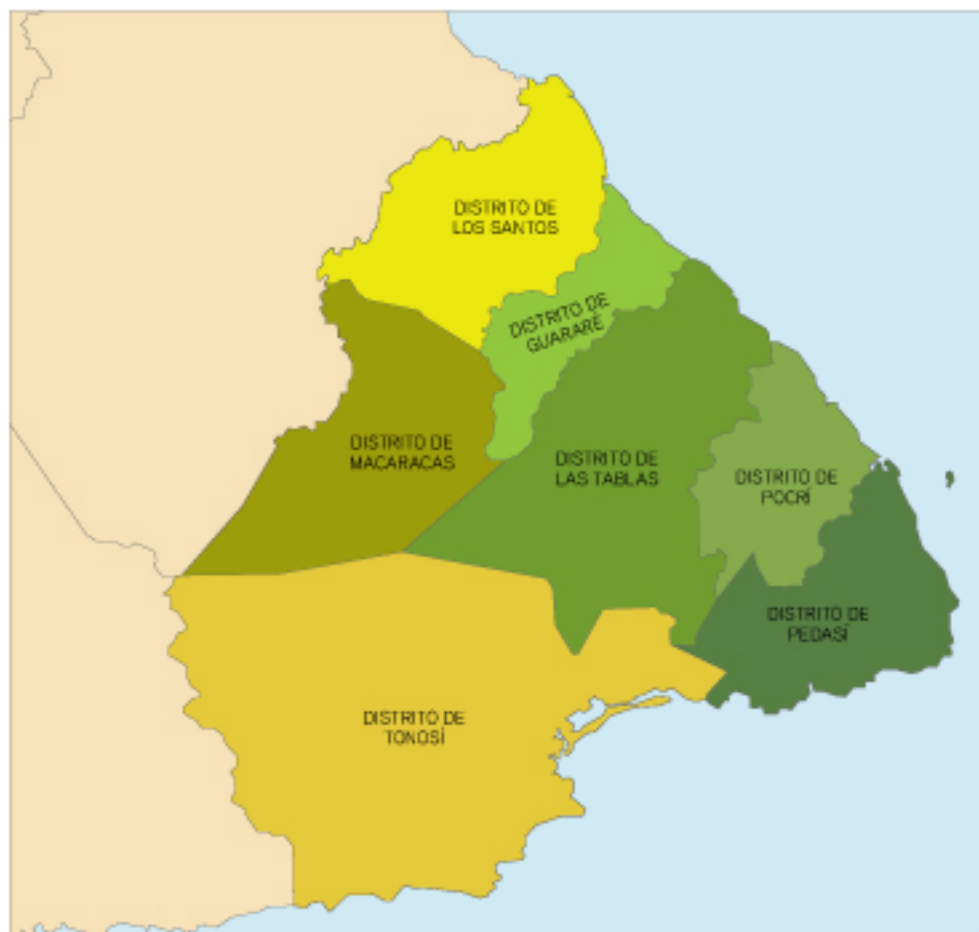 DISTRITO DE
LOS SANTOS
DISTRITO DE
GUARARÉ
DISTRITO DE
MACARACAS
DISTRITO DE
LAS TABLAS
DISTRITO DE
POCRÍ
DISTRITO DE
PEDASÍ
DISTRITO DE
TONOSÍ